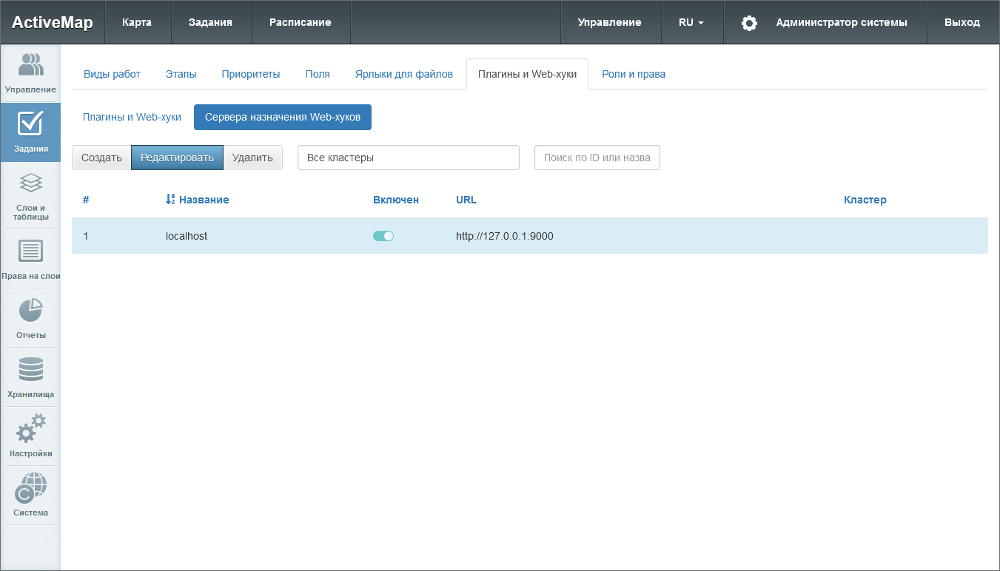 ActiveMap Карта Задания Расписание Управление RU Администратор системы Выход
Управление
Задания
Слои и
таблицы
Права на слои
Отчеты
Хранилища
Настройки
Система
Виды работ Этапы Приоритеты Поля Ярлыки для файлов Плагины и Web-хуки Роли и права
Плагины и Web-хуки Сервера назначения Web-хуков
Создать Редактировать Удалить Все кластеры Поиск по ID или назва
# Название Включен URL Кластер
1 localhost http://127.0.0.1:9000